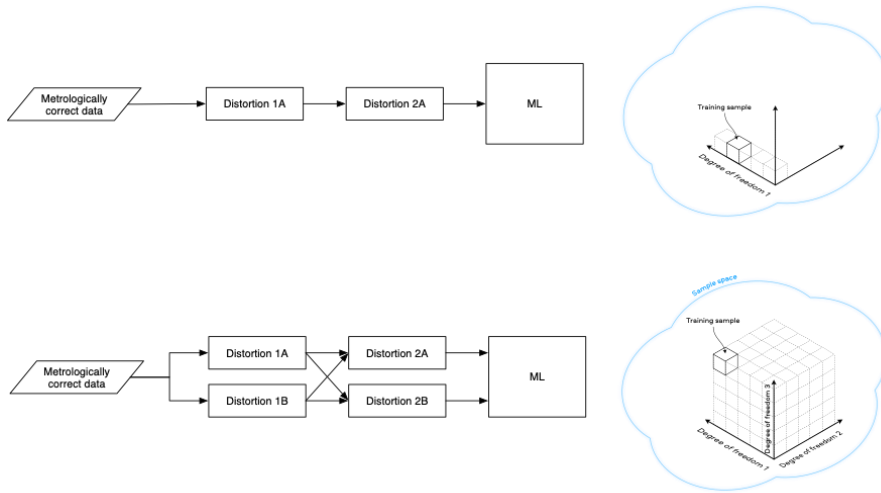 Metrologically
correct data
Distortion 1A
Distortion 2A
ML
Training sample
Degree of freedom 1
Sample space
Metrologically
correct data
Distortion 1A
Distortion 2A
Distortion 1B
Distortion 2B
ML
Training sample
Degree of freedom 3
Degree of freedom 1
Degree of freedom 2